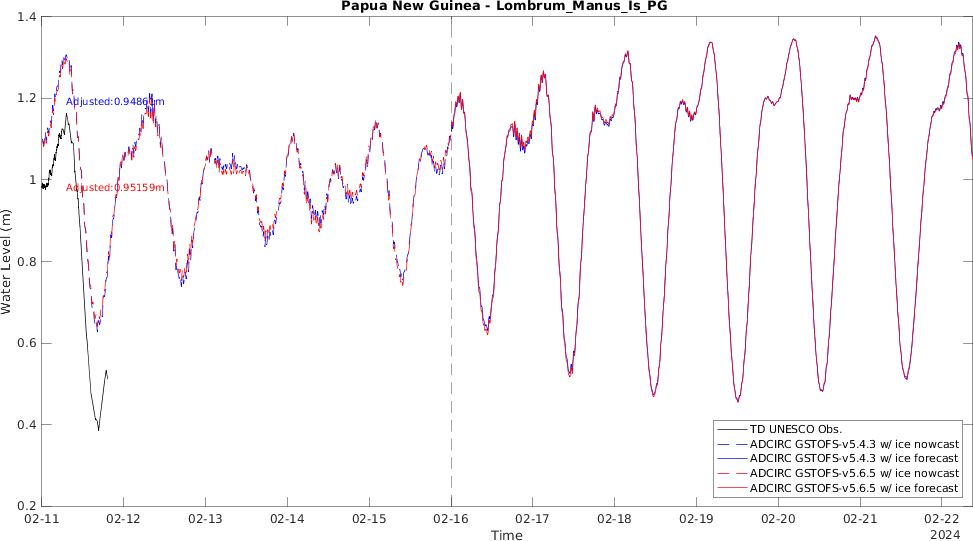 Papua New Guinea - Lombrum_Manus_Is_PG
1.4
1.2
1
0.8
0.6
0.4
0.2
Water Level (m)
Adjusted:0.94861m
Adjusted:0.95159m
TD UNESCO Obs.
ADCIRC GSTOFS-v5.4.3 w/ ice nowcast
ADCIRC GSTOFS-v5.4.3 w/ ice forecast
ADCIRC GSTOFS-v5.6.5 w/ ice nowcast
ADCIRC GSTOFS-v5.6.5 w/ ice forecast
02-11 02-12 02-13 02-14 02-15 02-16 02-17 02-18 02-19 02-20 02-21 02-22
Time
2024